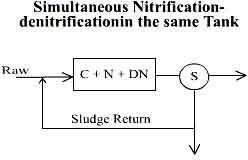 Simultaneous Nitrification-
denitrificationin the same Tank
Raw
C + N + DN
S
Sludge Return